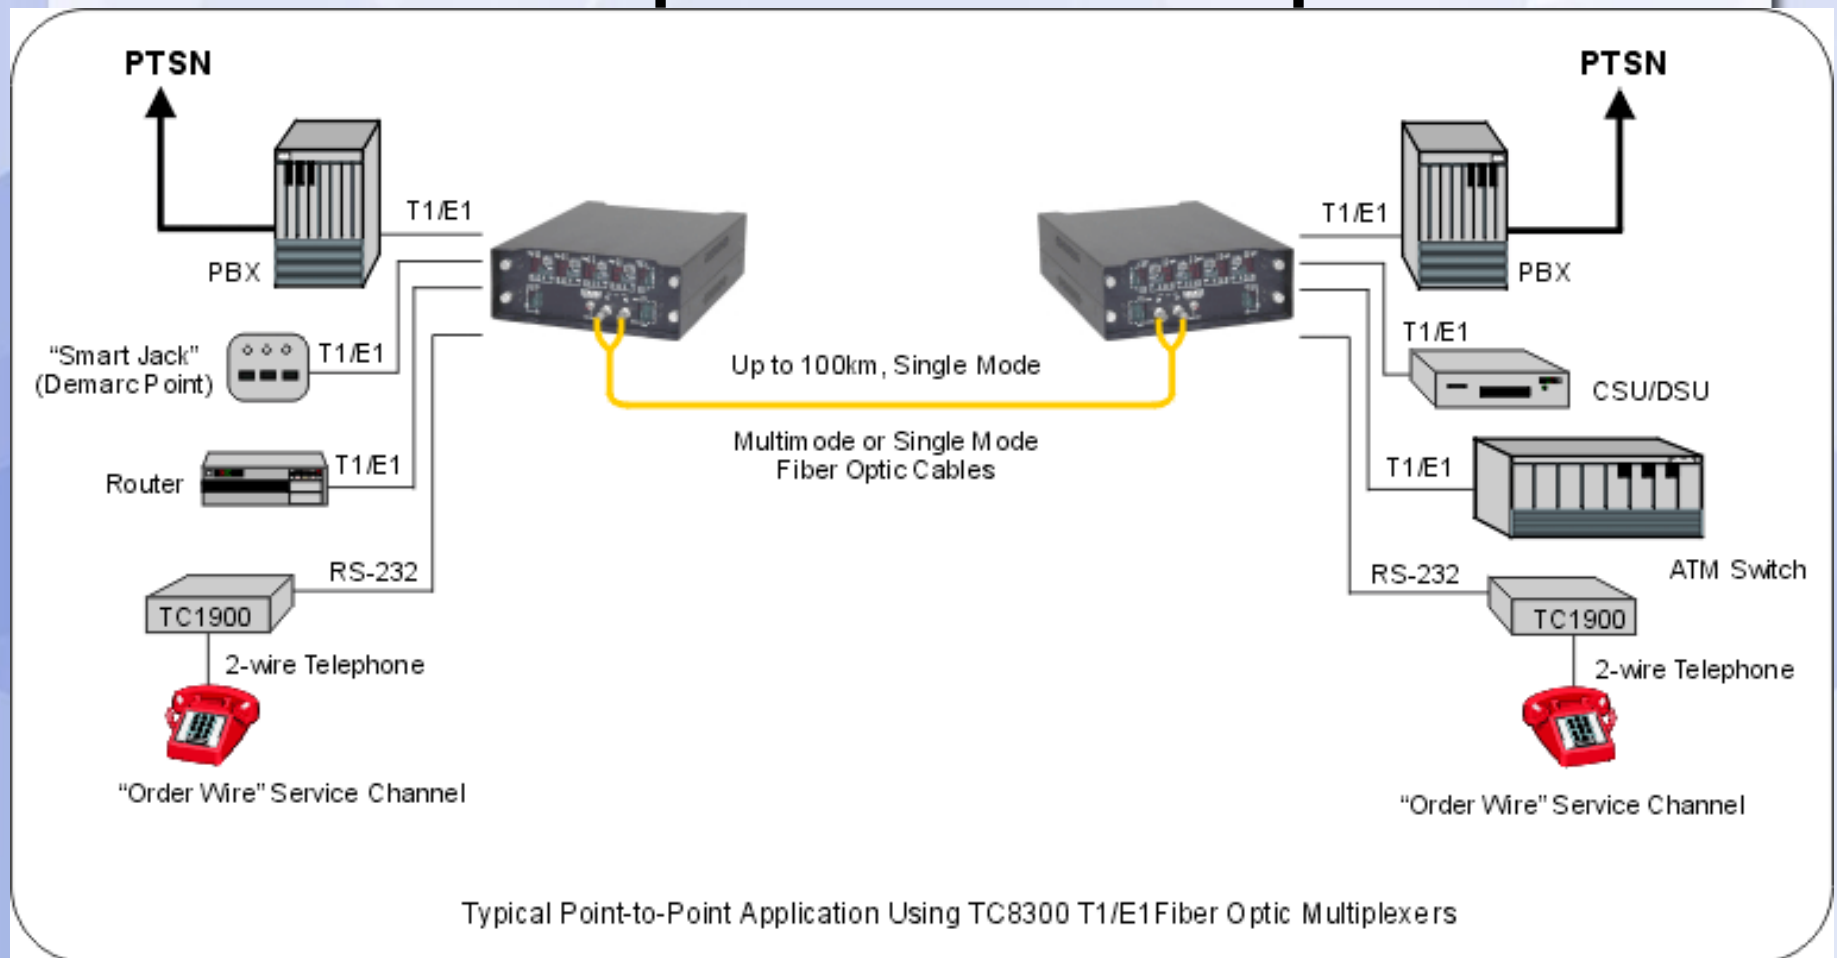 PTSN
PTSN
T1/E1
T1/E1
PBX
PBX
"Smart Jack"
(Demarc Point)
T1/E1
Up to 100km, Single Mode
T1/E1
CSU/DSU
Multimode or Single Mode
Fiber Optic Cables
Router
T1/E1
T1/E1
ATM Switch
RS-232
RS-232
TC1900
TC1900
2-wire Telephone
2-wire Telephone
"Order Wire" Service Channel
"Order Wire" Service Channel
Typical Point-to-Point Application Using TC8300 T1/E1Fiber Optic Multiplexers